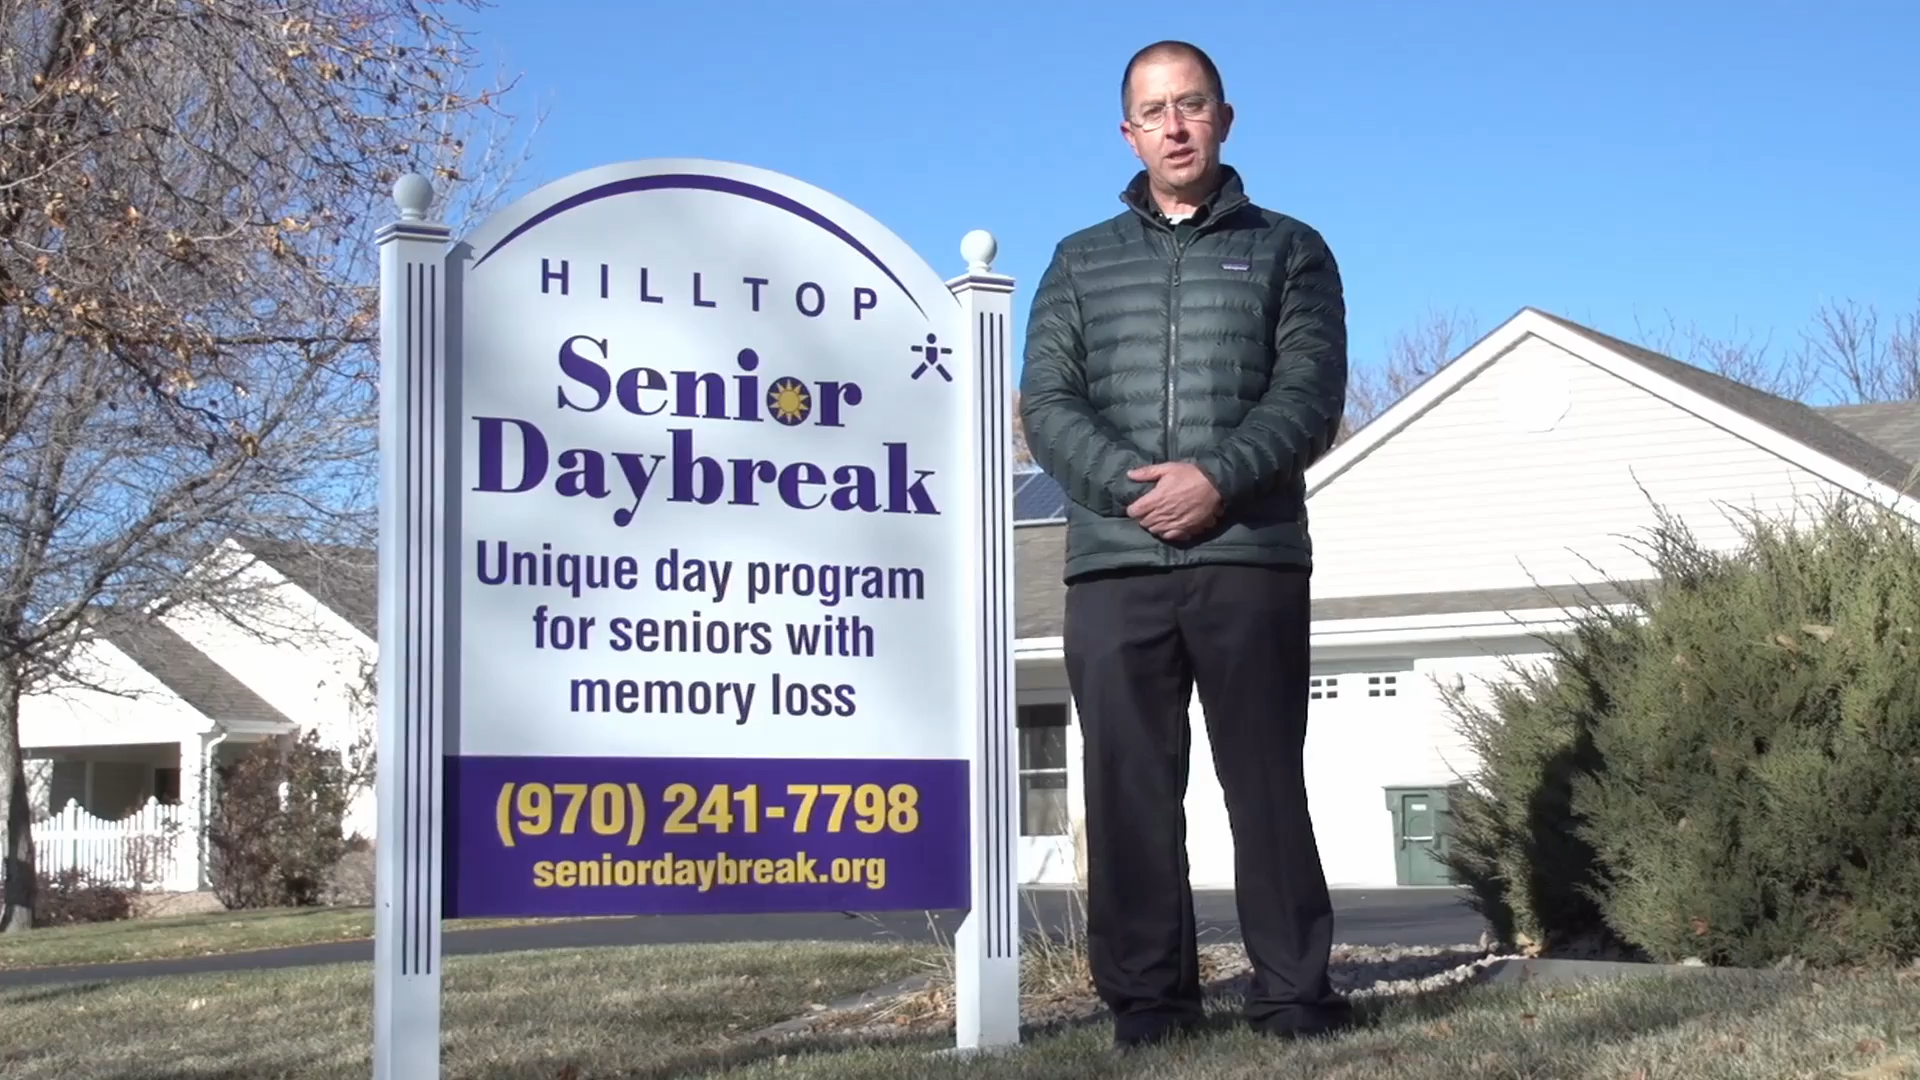 HILLTOP
Senior
Daybreak
Unique day program
for seniors with
memory loss
(970) 241-7798
seniordaybreak.org